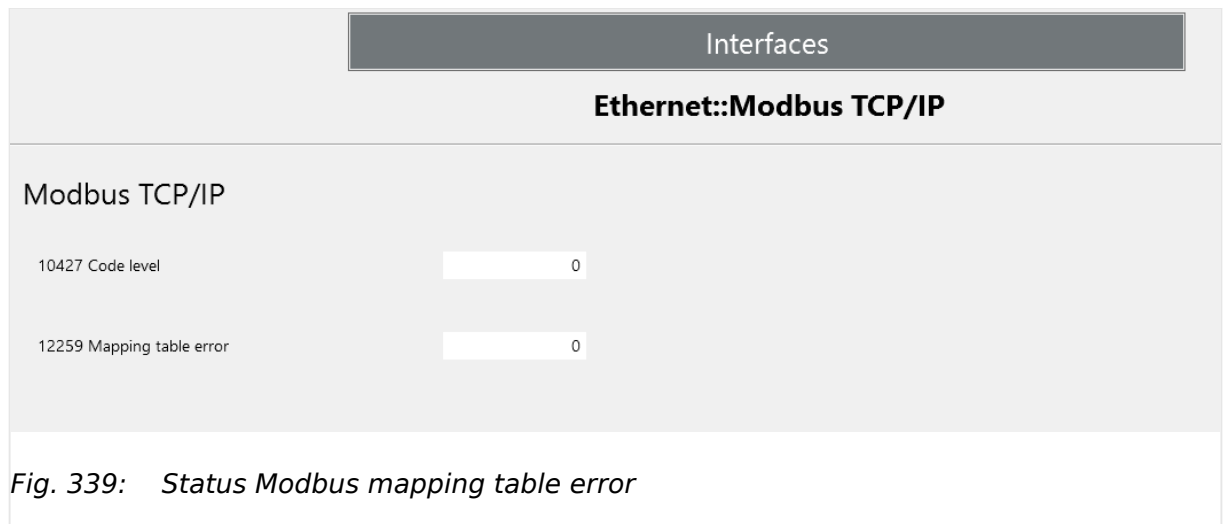 Interfaces
Ethernet::Modbus TCP/IP
Modbus TCP/IP
10427 Code level 0
12259 Mapping table error 0
Fig. 339: Status Modbus mapping table error